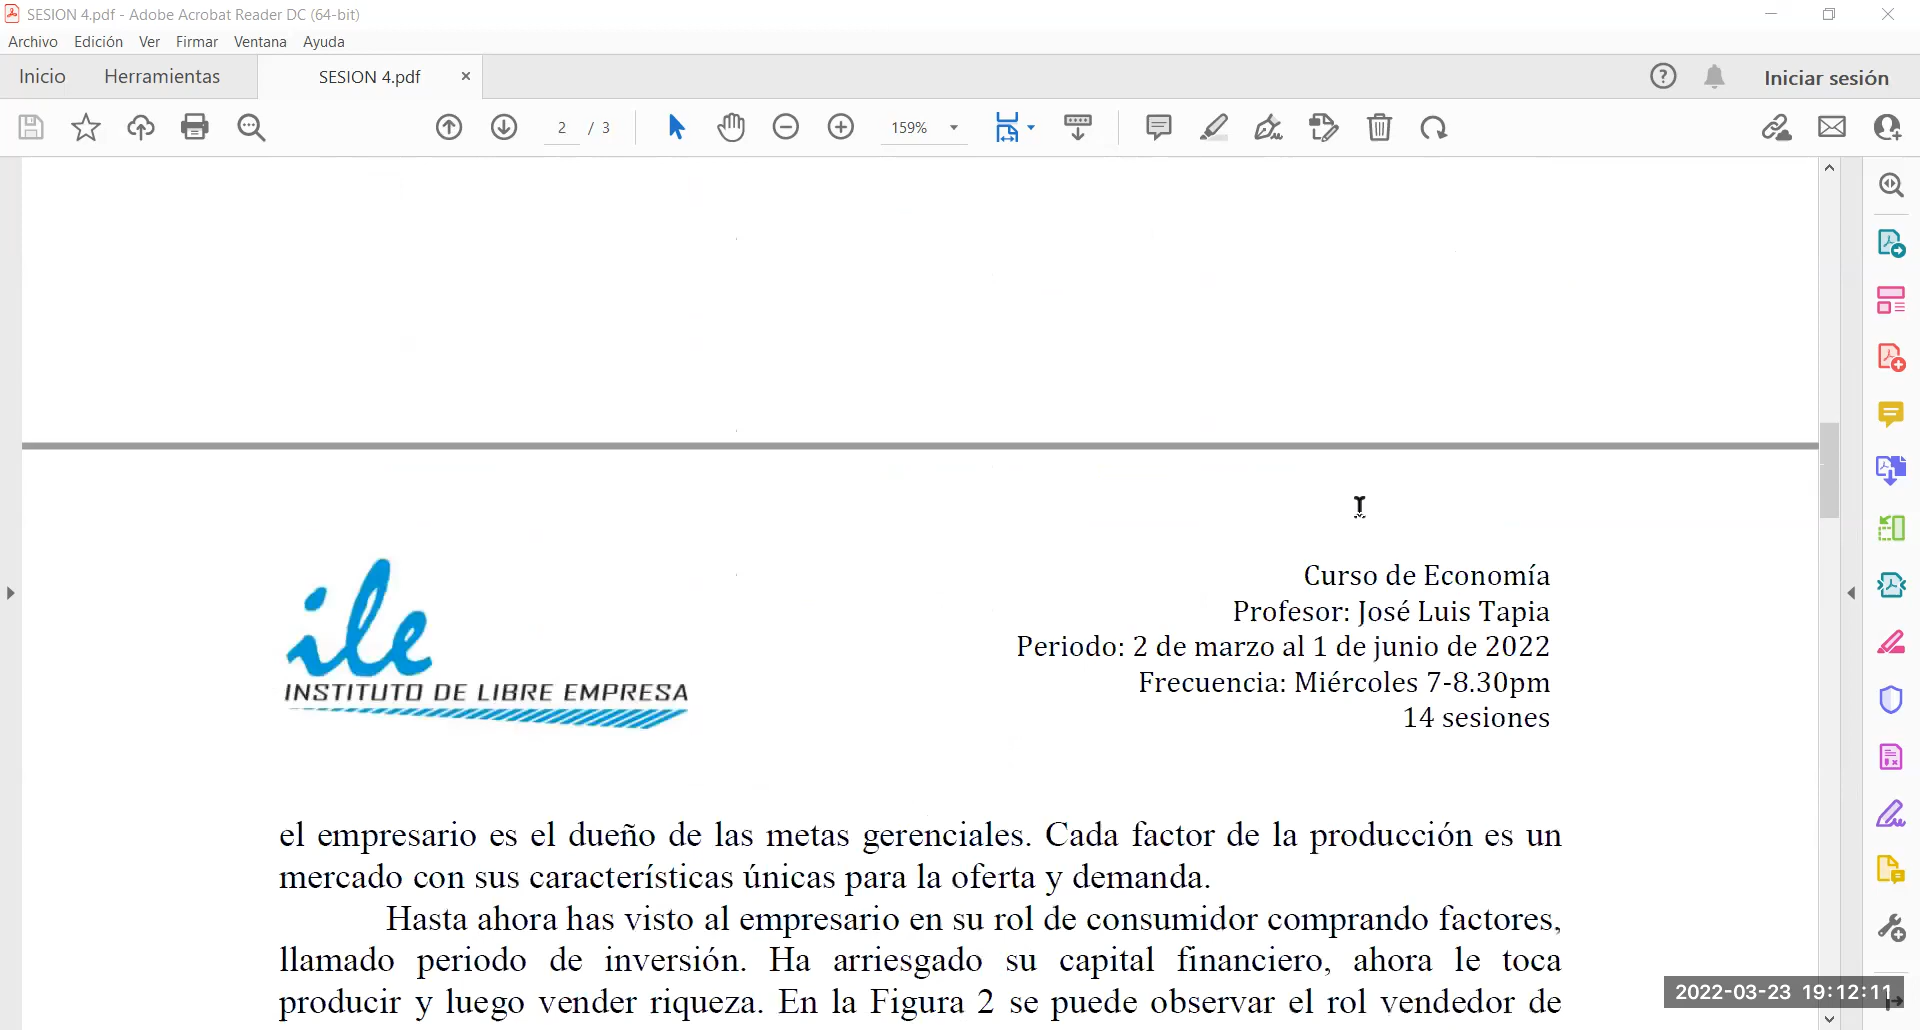 SESION 4.pdf - Adobe Acrobat Reader DC (64-bit)
Archivo Edición Ver Firmar Ventana Ayuda
Inicio Herramientas SESION 4.pdf Iniciar sesión
2 / 3 159%
Curso de Economía
Profesor: José Luis Tapia
Periodo: 2 de marzo al 1 de junio de 2022
Frecuencia: Miércoles 7-8.30pm
14 sesiones
ile
INSTITUTO DE LIBRE EMPRESA
el empresario es el dueño de las metas gerenciales. Cada factor de la producción es un
mercado con sus características únicas para la oferta y demanda.
Hasta ahora has visto al empresario en su rol de consumidor comprando factores,
llamado periodo de inversión. Ha arriesgado su capital financiero, ahora le toca
producir y luego vender riqueza. En la Figura 2 se puede observar el rol vendedor de
2022-03-23 19:12:11